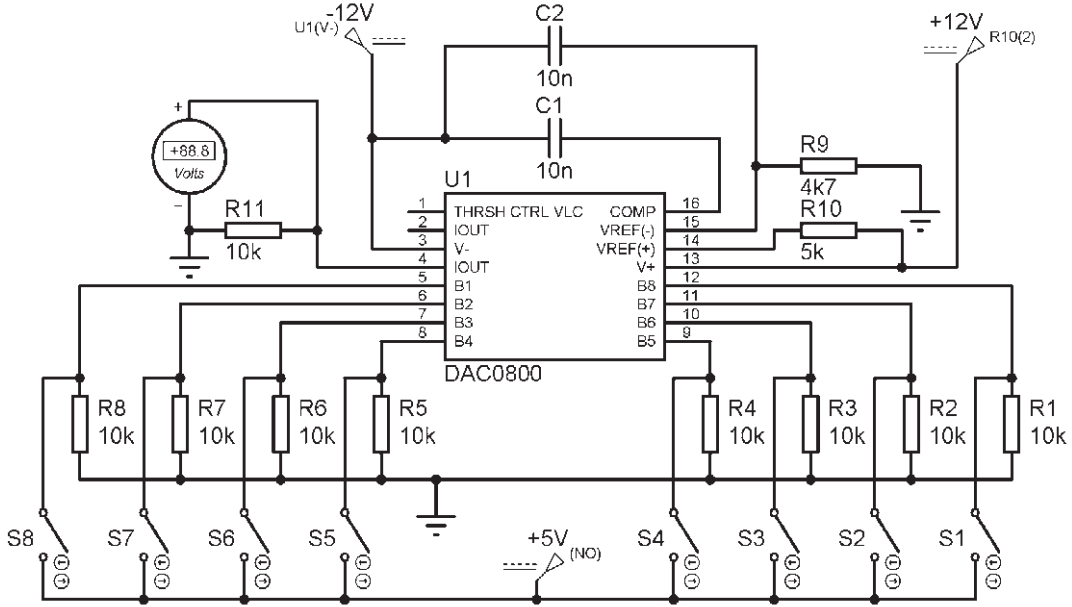 -12V
U1(V-)
C2
10n
C1
10n
+12V
R10(2)
+
+88.8
Volts
−
R11
10k
U1
R9
4k7
R10
5k
1 THRSH CTRL VLC COMP 16
2 IOUT VREF(-) 15
3 V- VREF(+) 14
4 IOUT V+ 13
5 B1 B8 12
6 B2 B7 11
7 B3 B6 10
8 B4 B5 9
DAC0800
R8
10k
R7
10k
R6
10k
R5
10k
R4
10k
R3
10k
R2
10k
R1
10k
S8
S7
S6
S5
+5V
(NO)
S4
S3
S2
S1